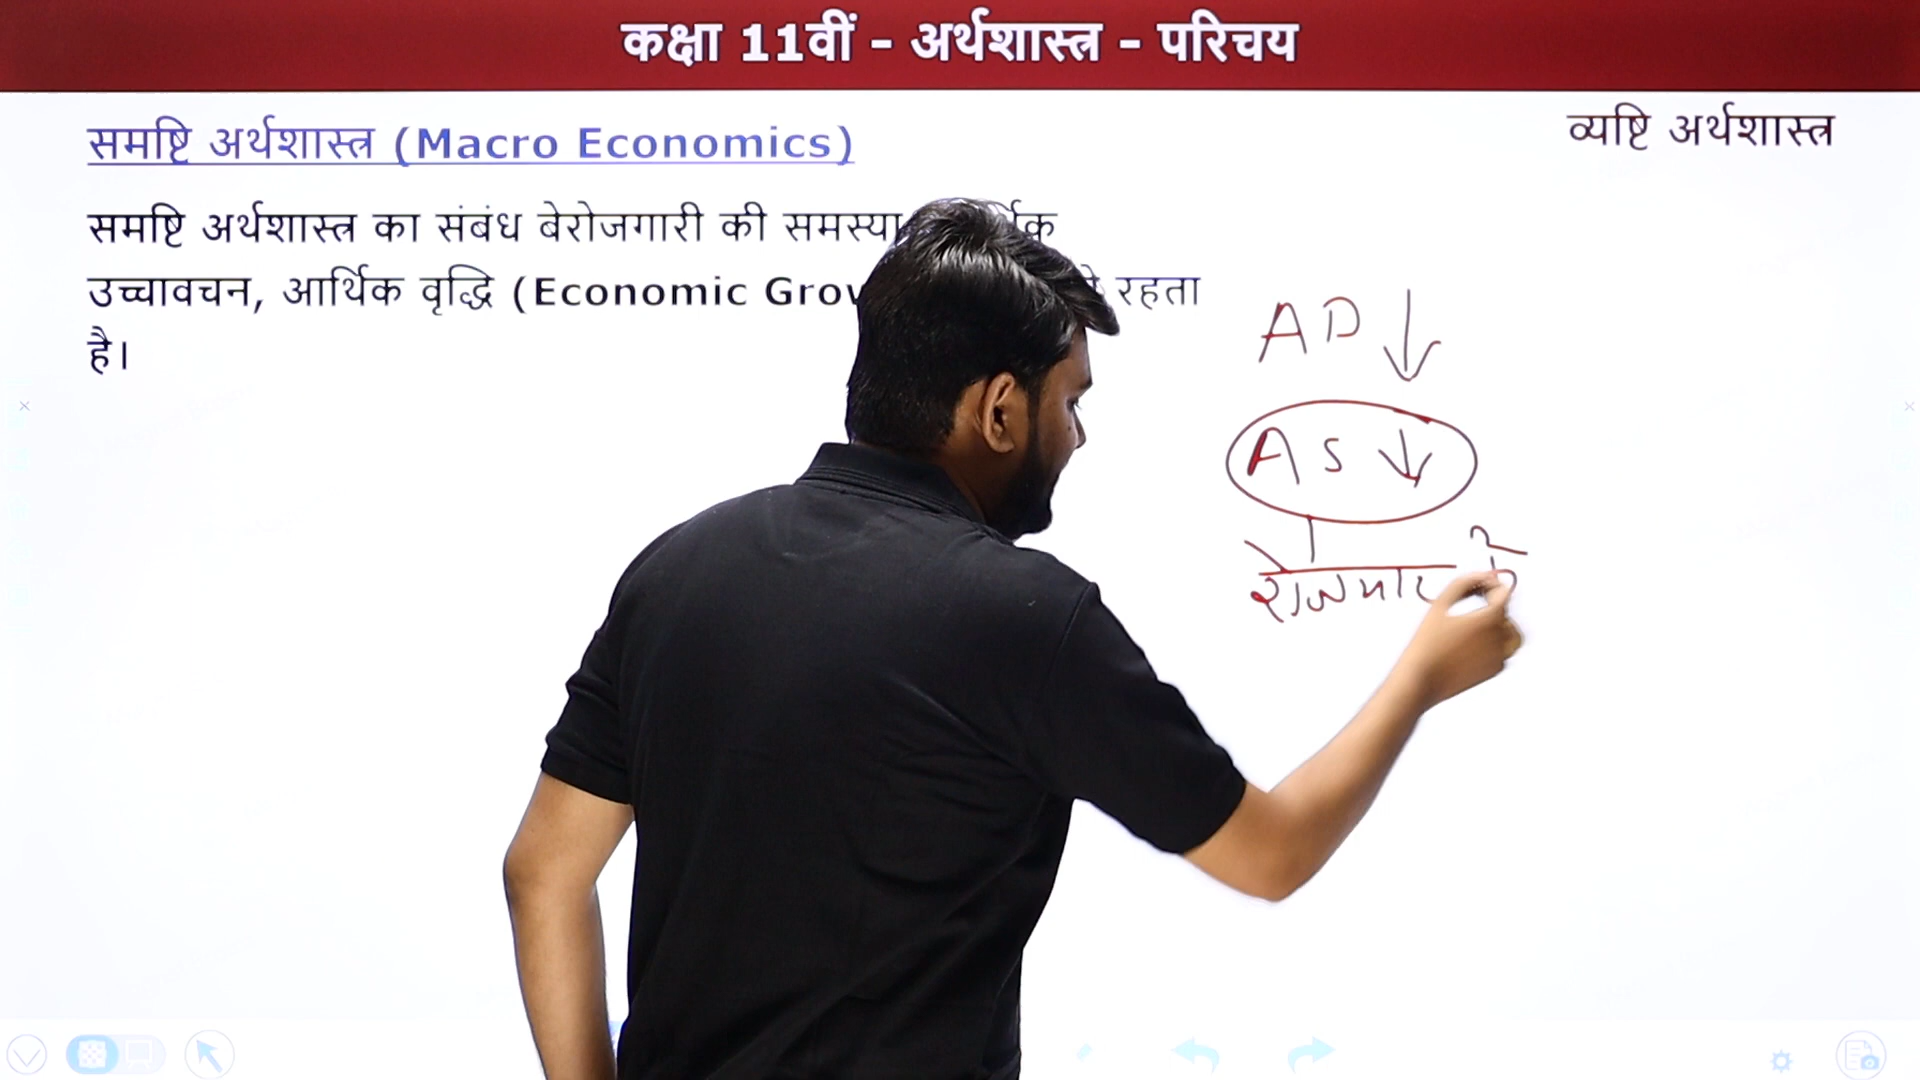 कक्षा 11वीं - अर्थशास्त्र - परिचय
समष्टि अर्थशास्त्र (Macro Economics)
व्यष्टि अर्थशास्त्र
समष्टि अर्थशास्त्र का संबंध बेरोजगारी की समस्या
उच्चावचन, आर्थिक वृद्धि (Economic रहता
है।
AD ↓
AS ↓